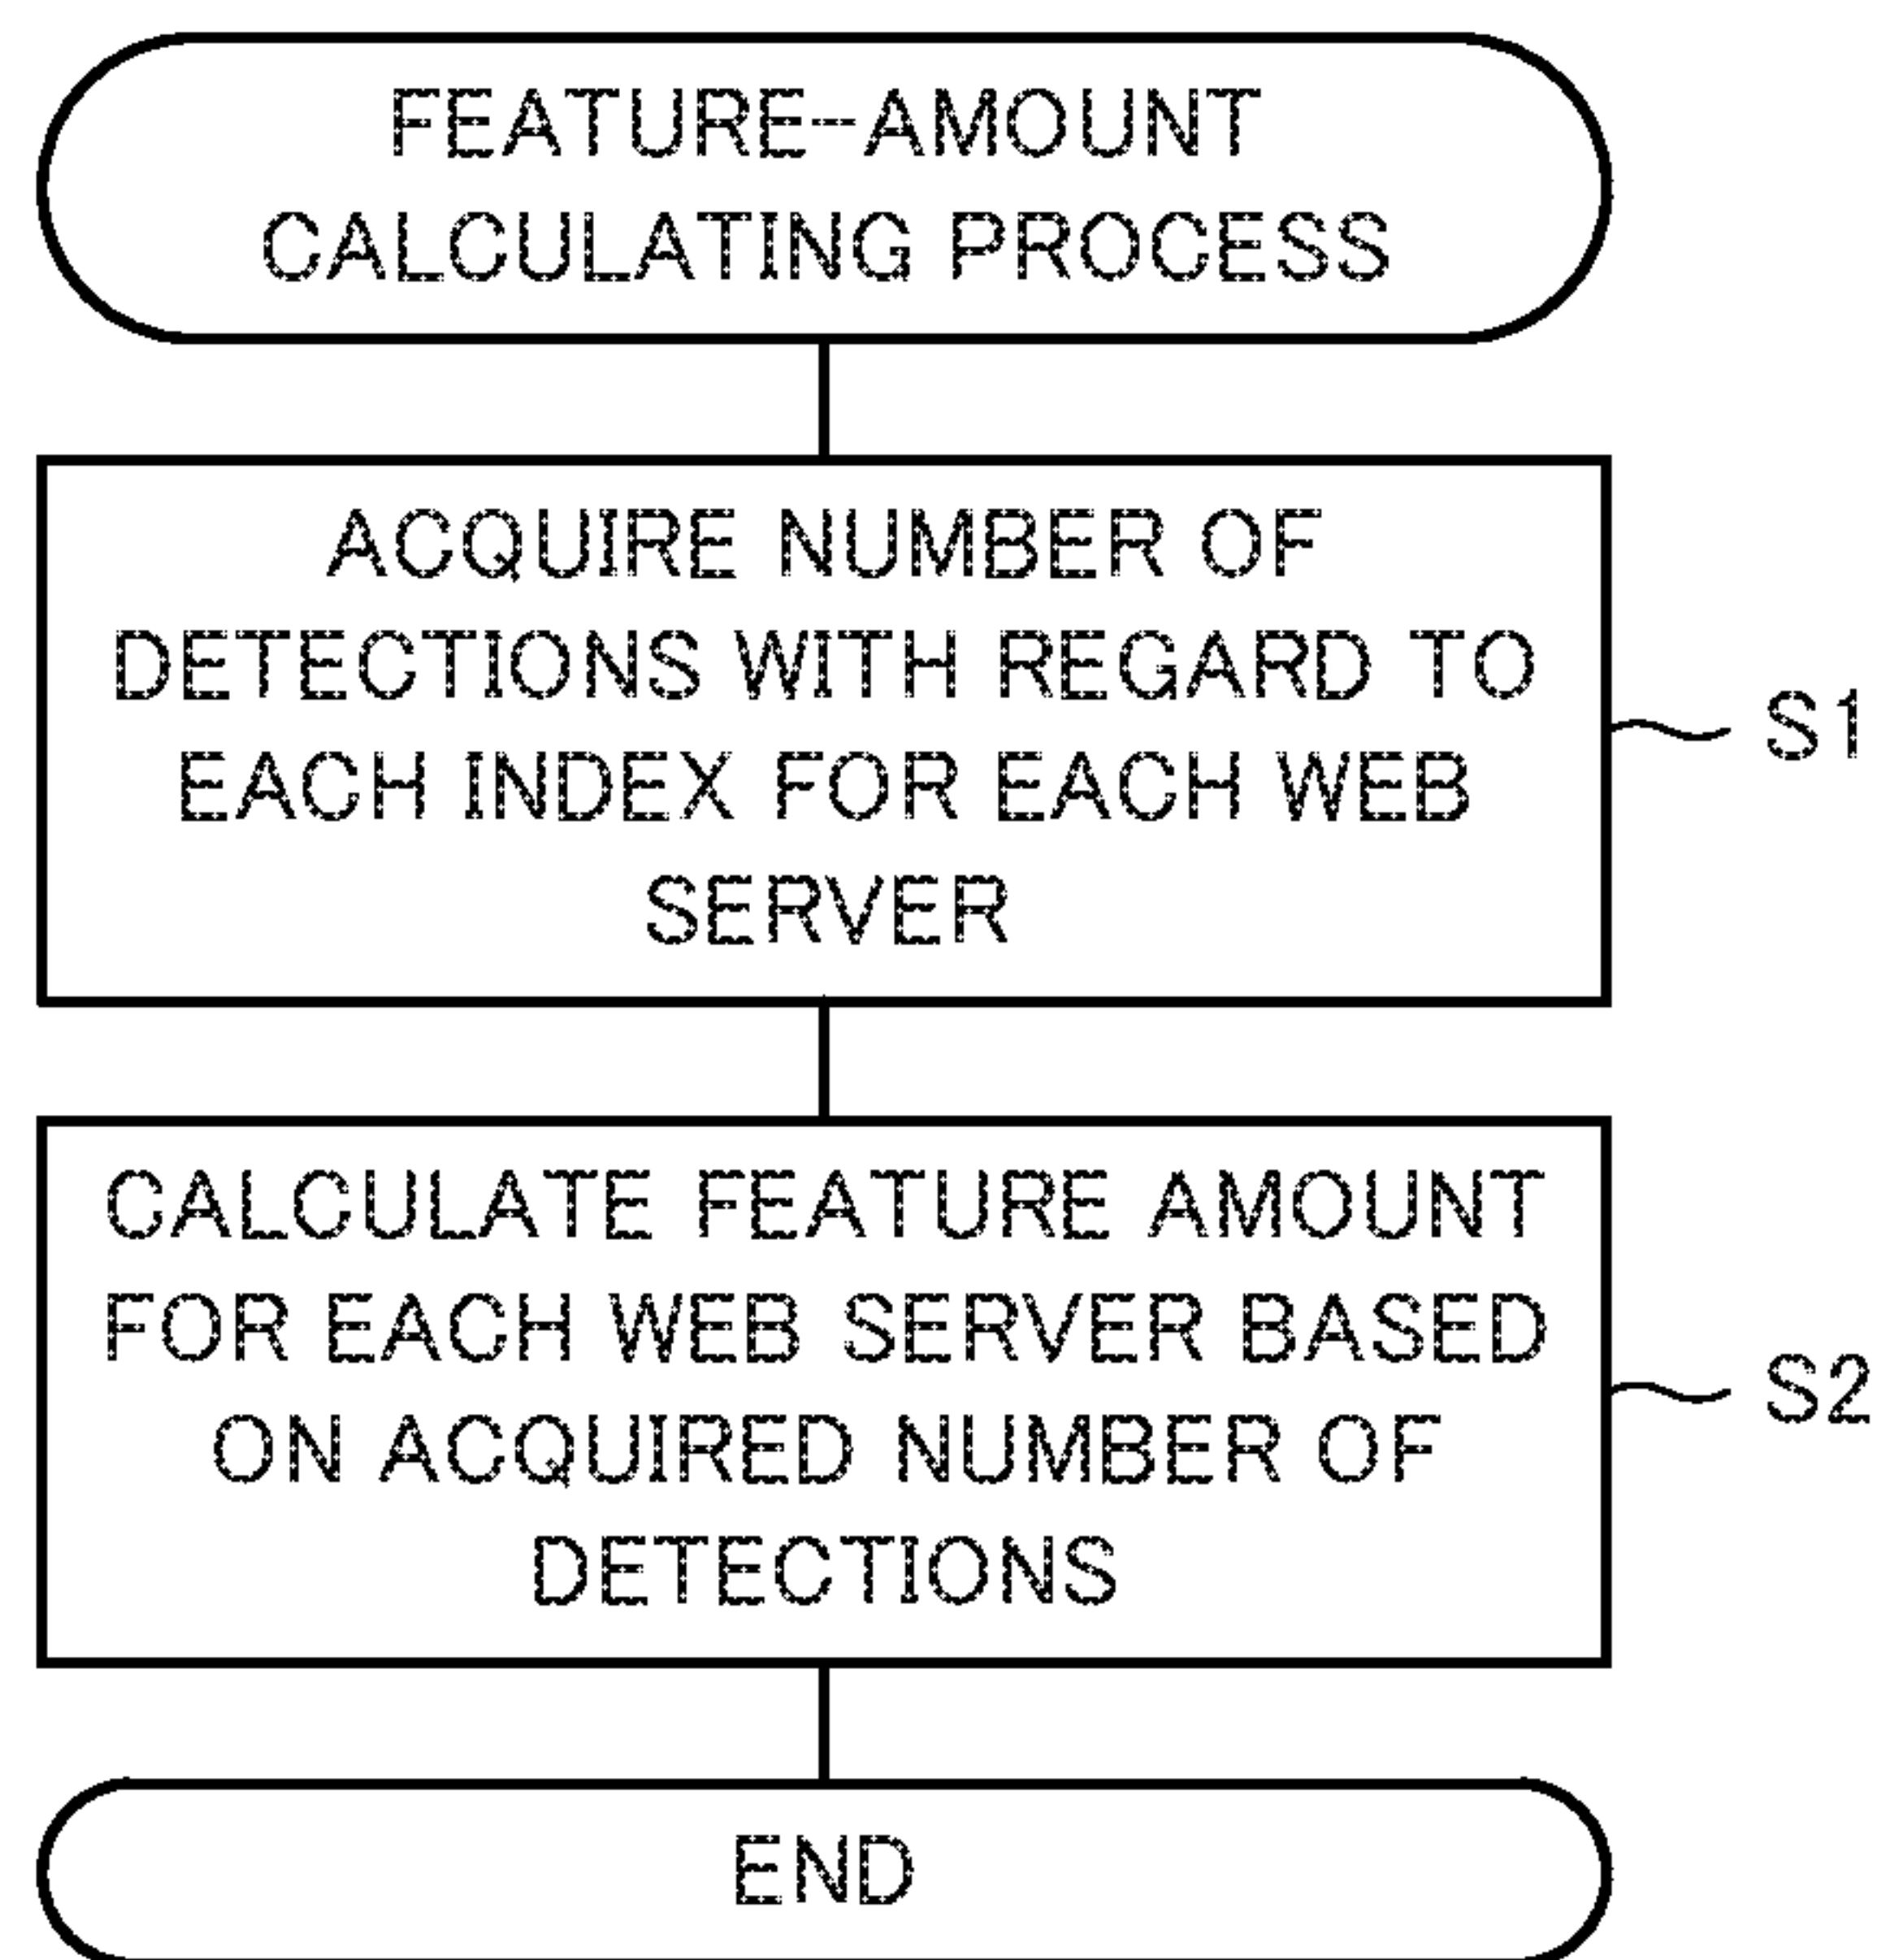 FEATURE-AMOUNT
CALCULATING PROCESS
ACQUIRE NUMBER OF
DETECTIONS WITH REGARD TO
EACH INDEX FOR EACH WEB
SERVER
S1
CALCULATE FEATURE AMOUNT
FOR EACH WEB SERVER BASED
ON ACQUIRED NUMBER OF
DETECTIONS
S2
END